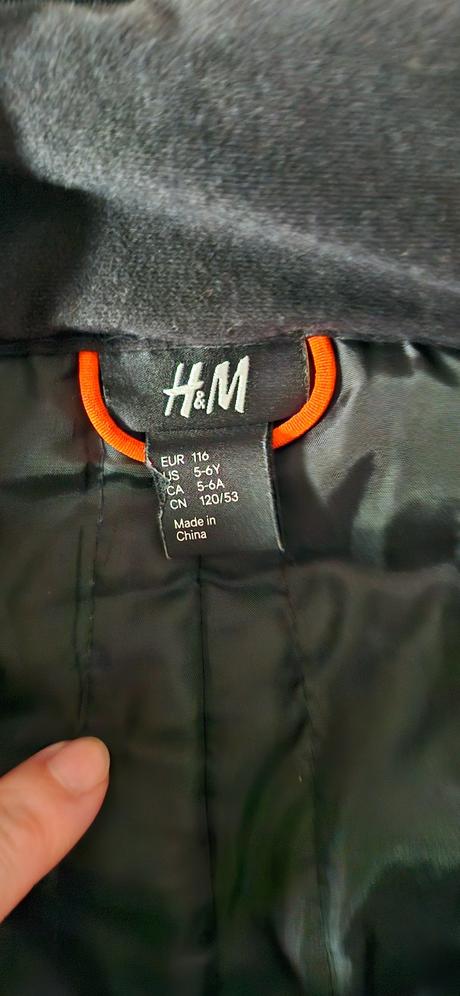 H&M
EUR 116
US 5-6Y
CA 5-6A
CN 120/53
Made in
China